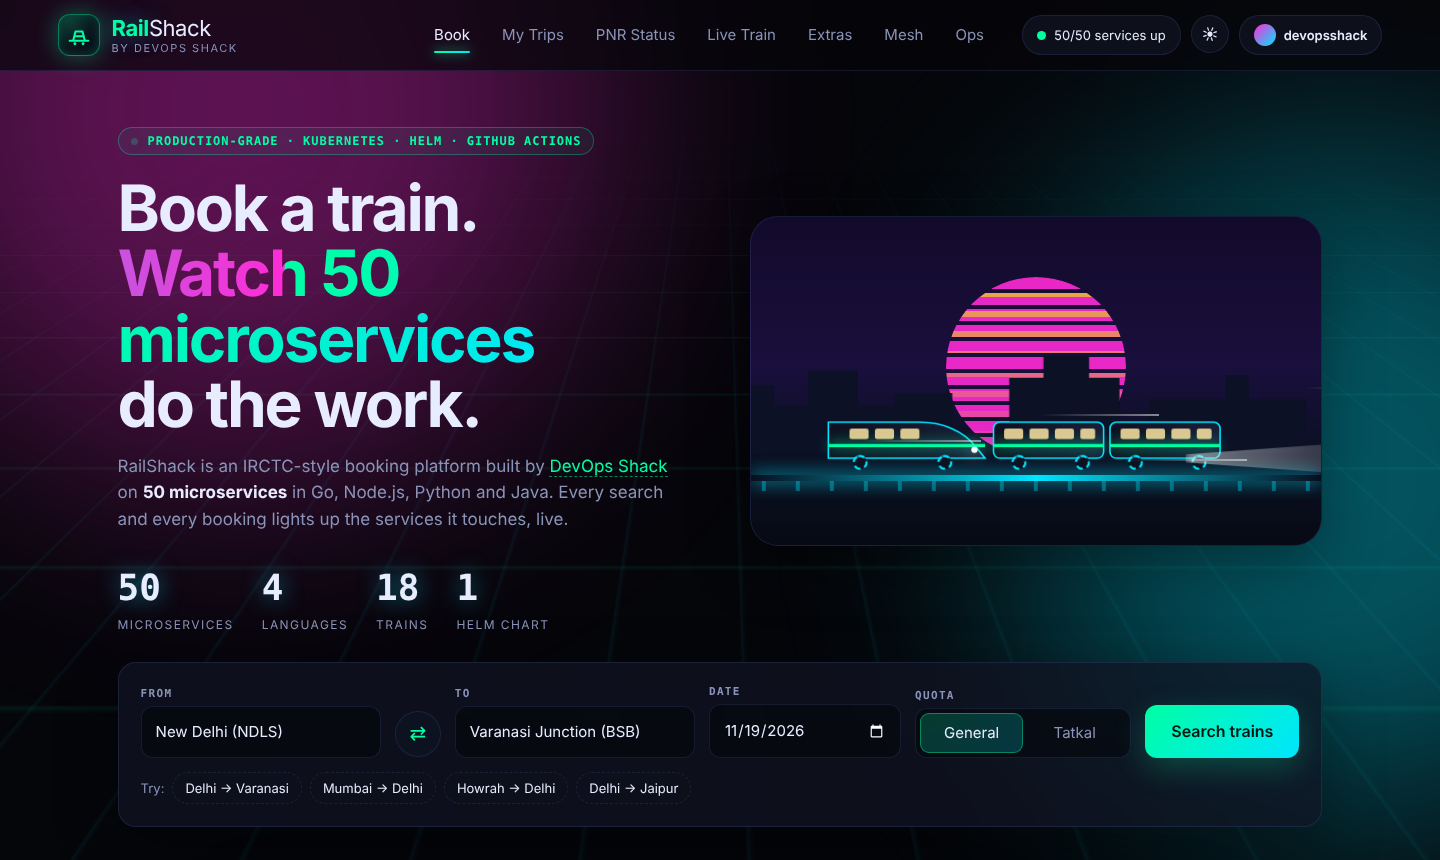 RailShack
BY DEVOPS SHACK
Book
My Trips
PNR Status
Live Train
Extras
Mesh
Ops
50/50 services up
devopsshack
PRODUCTION-GRADE · KUBERNETES · HELM · GITHUB ACTIONS
Book a train.
Watch 50
microservices
do the work.
RailShack is an IRCTC-style booking platform built by DevOps Shack
on 50 microservices in Go, Node.js, Python and Java. Every search
and every booking lights up the services it touches, live.
50
MICROSERVICES
4
LANGUAGES
18
TRAINS
1
HELM CHART
FROM
New Delhi (NDLS)
⇄
TO
Varanasi Junction (BSB)
DATE
11/19/2026
QUOTA
General
Tatkal
Search trains
Try:
Delhi → Varanasi
Mumbai → Delhi
Howrah → Delhi
Delhi → Jaipur